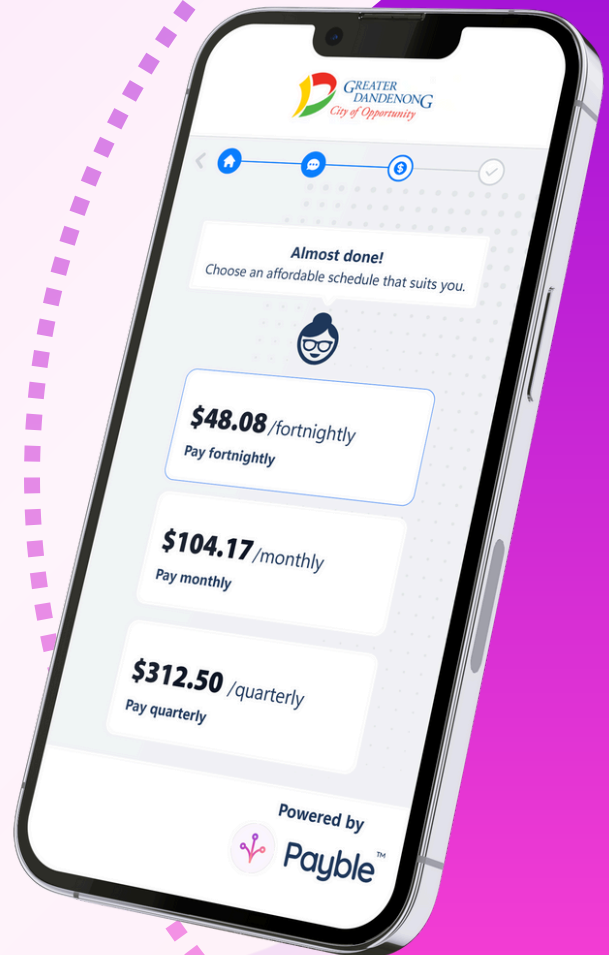 GREATER
DANDENONG
City of Opportunity
$
Almost done!
Choose an affordable schedule that suits you.
$48.08/fortnightly
Pay fortnightly
$104.17/monthly
Pay monthly
$312.50 /quarterly
Pay quarterly
Powered by
Payble™